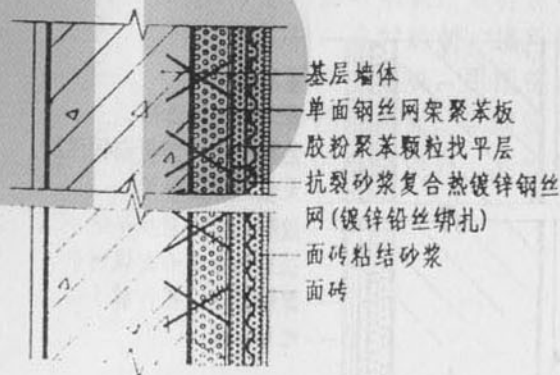 基层墙体
单面钢丝网架聚苯板
胶粉聚苯颗粒找平层
抗裂砂浆复合热镀锌钢丝
网(镀锌铅丝绑扎)
面砖粘结砂浆
面砖